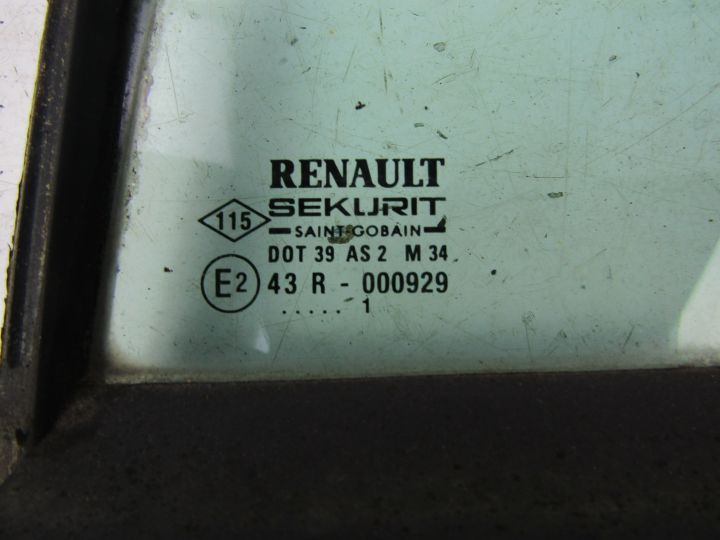 RENAULT
115 SEKURIT
SAINT-GOBAIN
DOT 39 AS 2 M 34
E2 43 R - 000929
..... 1